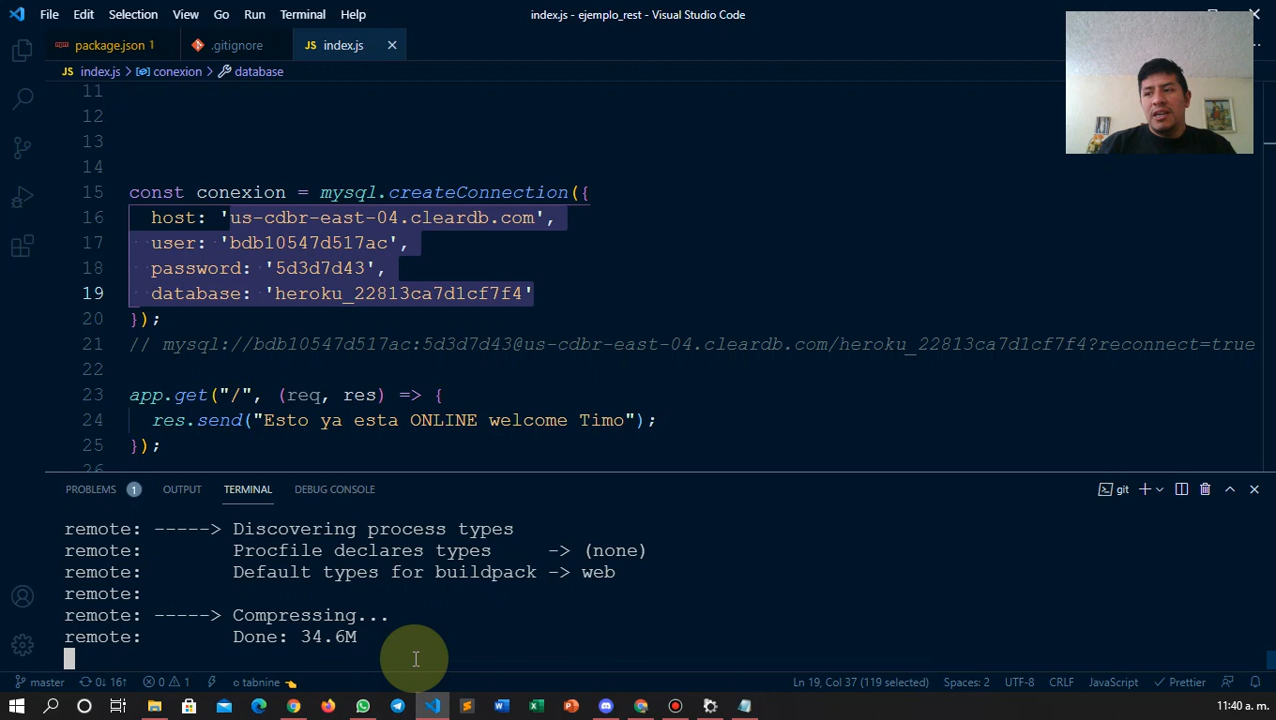 File Edit Selection View Go Run Terminal Help index.js - ejemplo_rest - Visual Studio Code
package.json 1 .gitignore JS index.js
JS index.js > conexion > database
11
12
13
14
15 const conexion = mysql.createConnection({
16 host: 'us-cdbr-east-04.cleardb.com',
17 user: 'bdb10547d517ac',
18 password: '5d3d7d43',
19 database: 'heroku_22813ca7d1cf7f4'
20 });
21 // mysql://bdb10547d517ac:5d3d7d43@us-cdbr-east-04.cleardb.com/heroku_22813ca7d1cf7f4?reconnect=true
22
23 app.get("/", (req, res) => {
24 res.send("Esto ya esta ONLINE welcome Timo");
25 });
26
PROBLEMS 1 OUTPUT TERMINAL DEBUG CONSOLE git
remote: -----> Discovering process types
remote: Procfile declares types -> (none)
remote: Default types for buildpack -> web
remote:
remote: -----> Compressing...
remote: Done: 34.6M
master 0↓ 16↑ 0 1 tabnine Ln 19, Col 37 (119 selected) Spaces: 2 UTF-8 CRLF JavaScript Prettier
11:40 a. m.